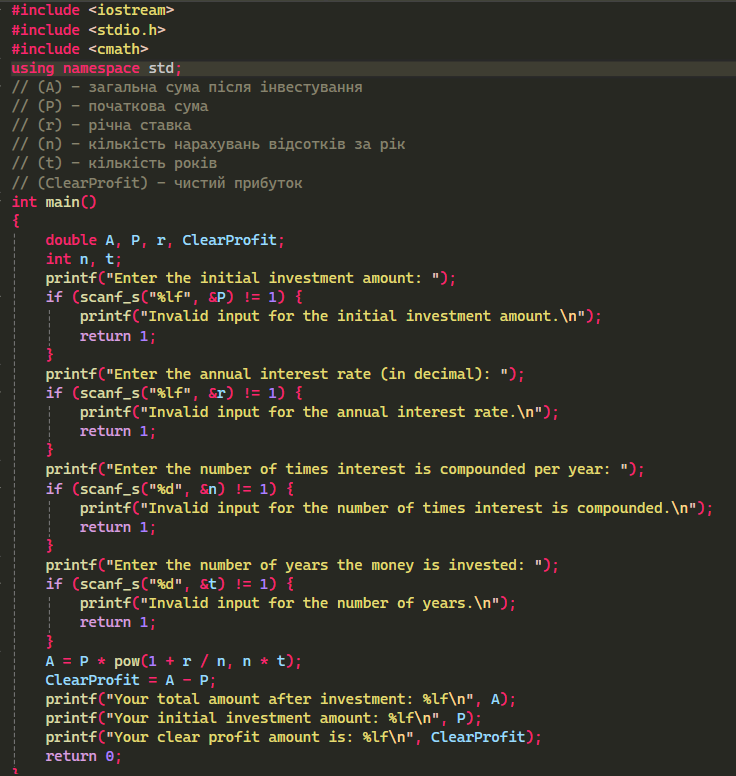 #include <iostream>
#include <stdio.h>
#include <cmath>
using namespace std;
// (A) - загальна сума після інвестування
// (P) - початкова сума
// (r) - річна ставка
// (n) - кількість нарахувань відсотків за рік
// (t) - кількість років
// (ClearProfit) - чистий прибуток
int main()
{
    double A, P, r, ClearProfit;
    int n, t;
    printf("Enter the initial investment amount: ");
    if (scanf_s("%lf", &P) != 1) {
        printf("Invalid input for the initial investment amount.\n");
        return 1;
    }
    printf("Enter the annual interest rate (in decimal): ");
    if (scanf_s("%lf", &r) != 1) {
        printf("Invalid input for the annual interest rate.\n");
        return 1;
    }
    printf("Enter the number of times interest is compounded per year: ");
    if (scanf_s("%d", &n) != 1) {
        printf("Invalid input for the number of times interest is compounded.\n");
        return 1;
    }
    printf("Enter the number of years the money is invested: ");
    if (scanf_s("%d", &t) != 1) {
        printf("Invalid input for the number of years.\n");
        return 1;
    }
    A = P * pow(1 + r / n, n * t);
    ClearProfit = A - P;
    printf("Your total amount after investment: %lf\n", A);
    printf("Your initial investment amount: %lf\n", P);
    printf("Your clear profit amount is: %lf\n", ClearProfit);
    return 0;
}